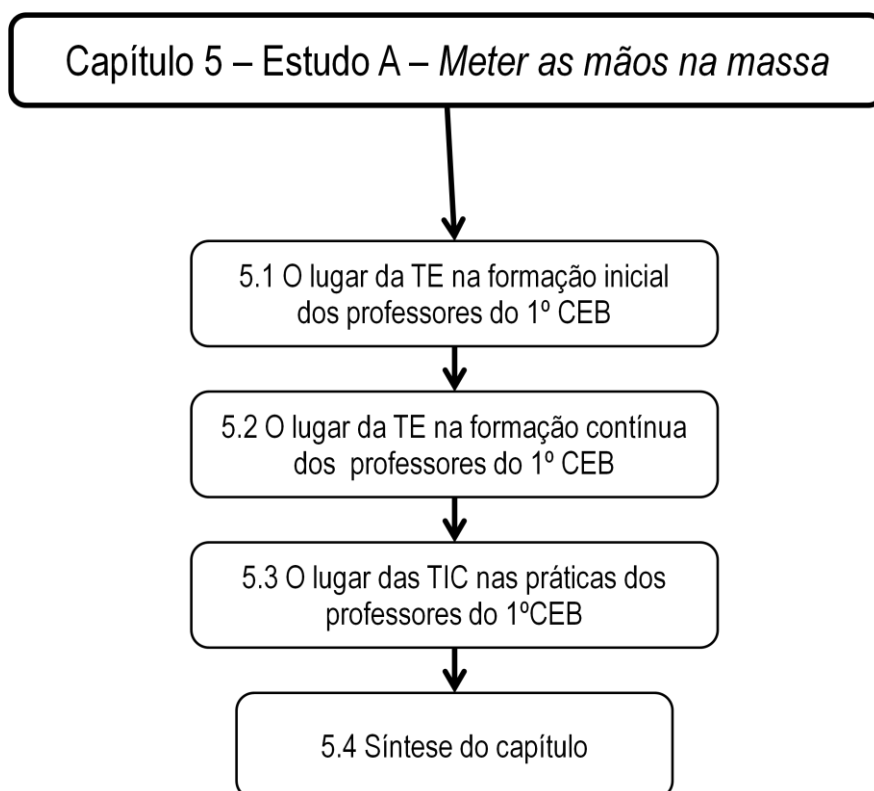 Capítulo 5 – Estudo A – Meter as mãos na massa
5.1 O lugar da TE na formação inicial
dos professores do 1º CEB
5.2 O lugar da TE na formação contínua
dos professores do 1º CEB
5.3 O lugar das TIC nas práticas dos
professores do 1ºCEB
5.4 Síntese do capítulo